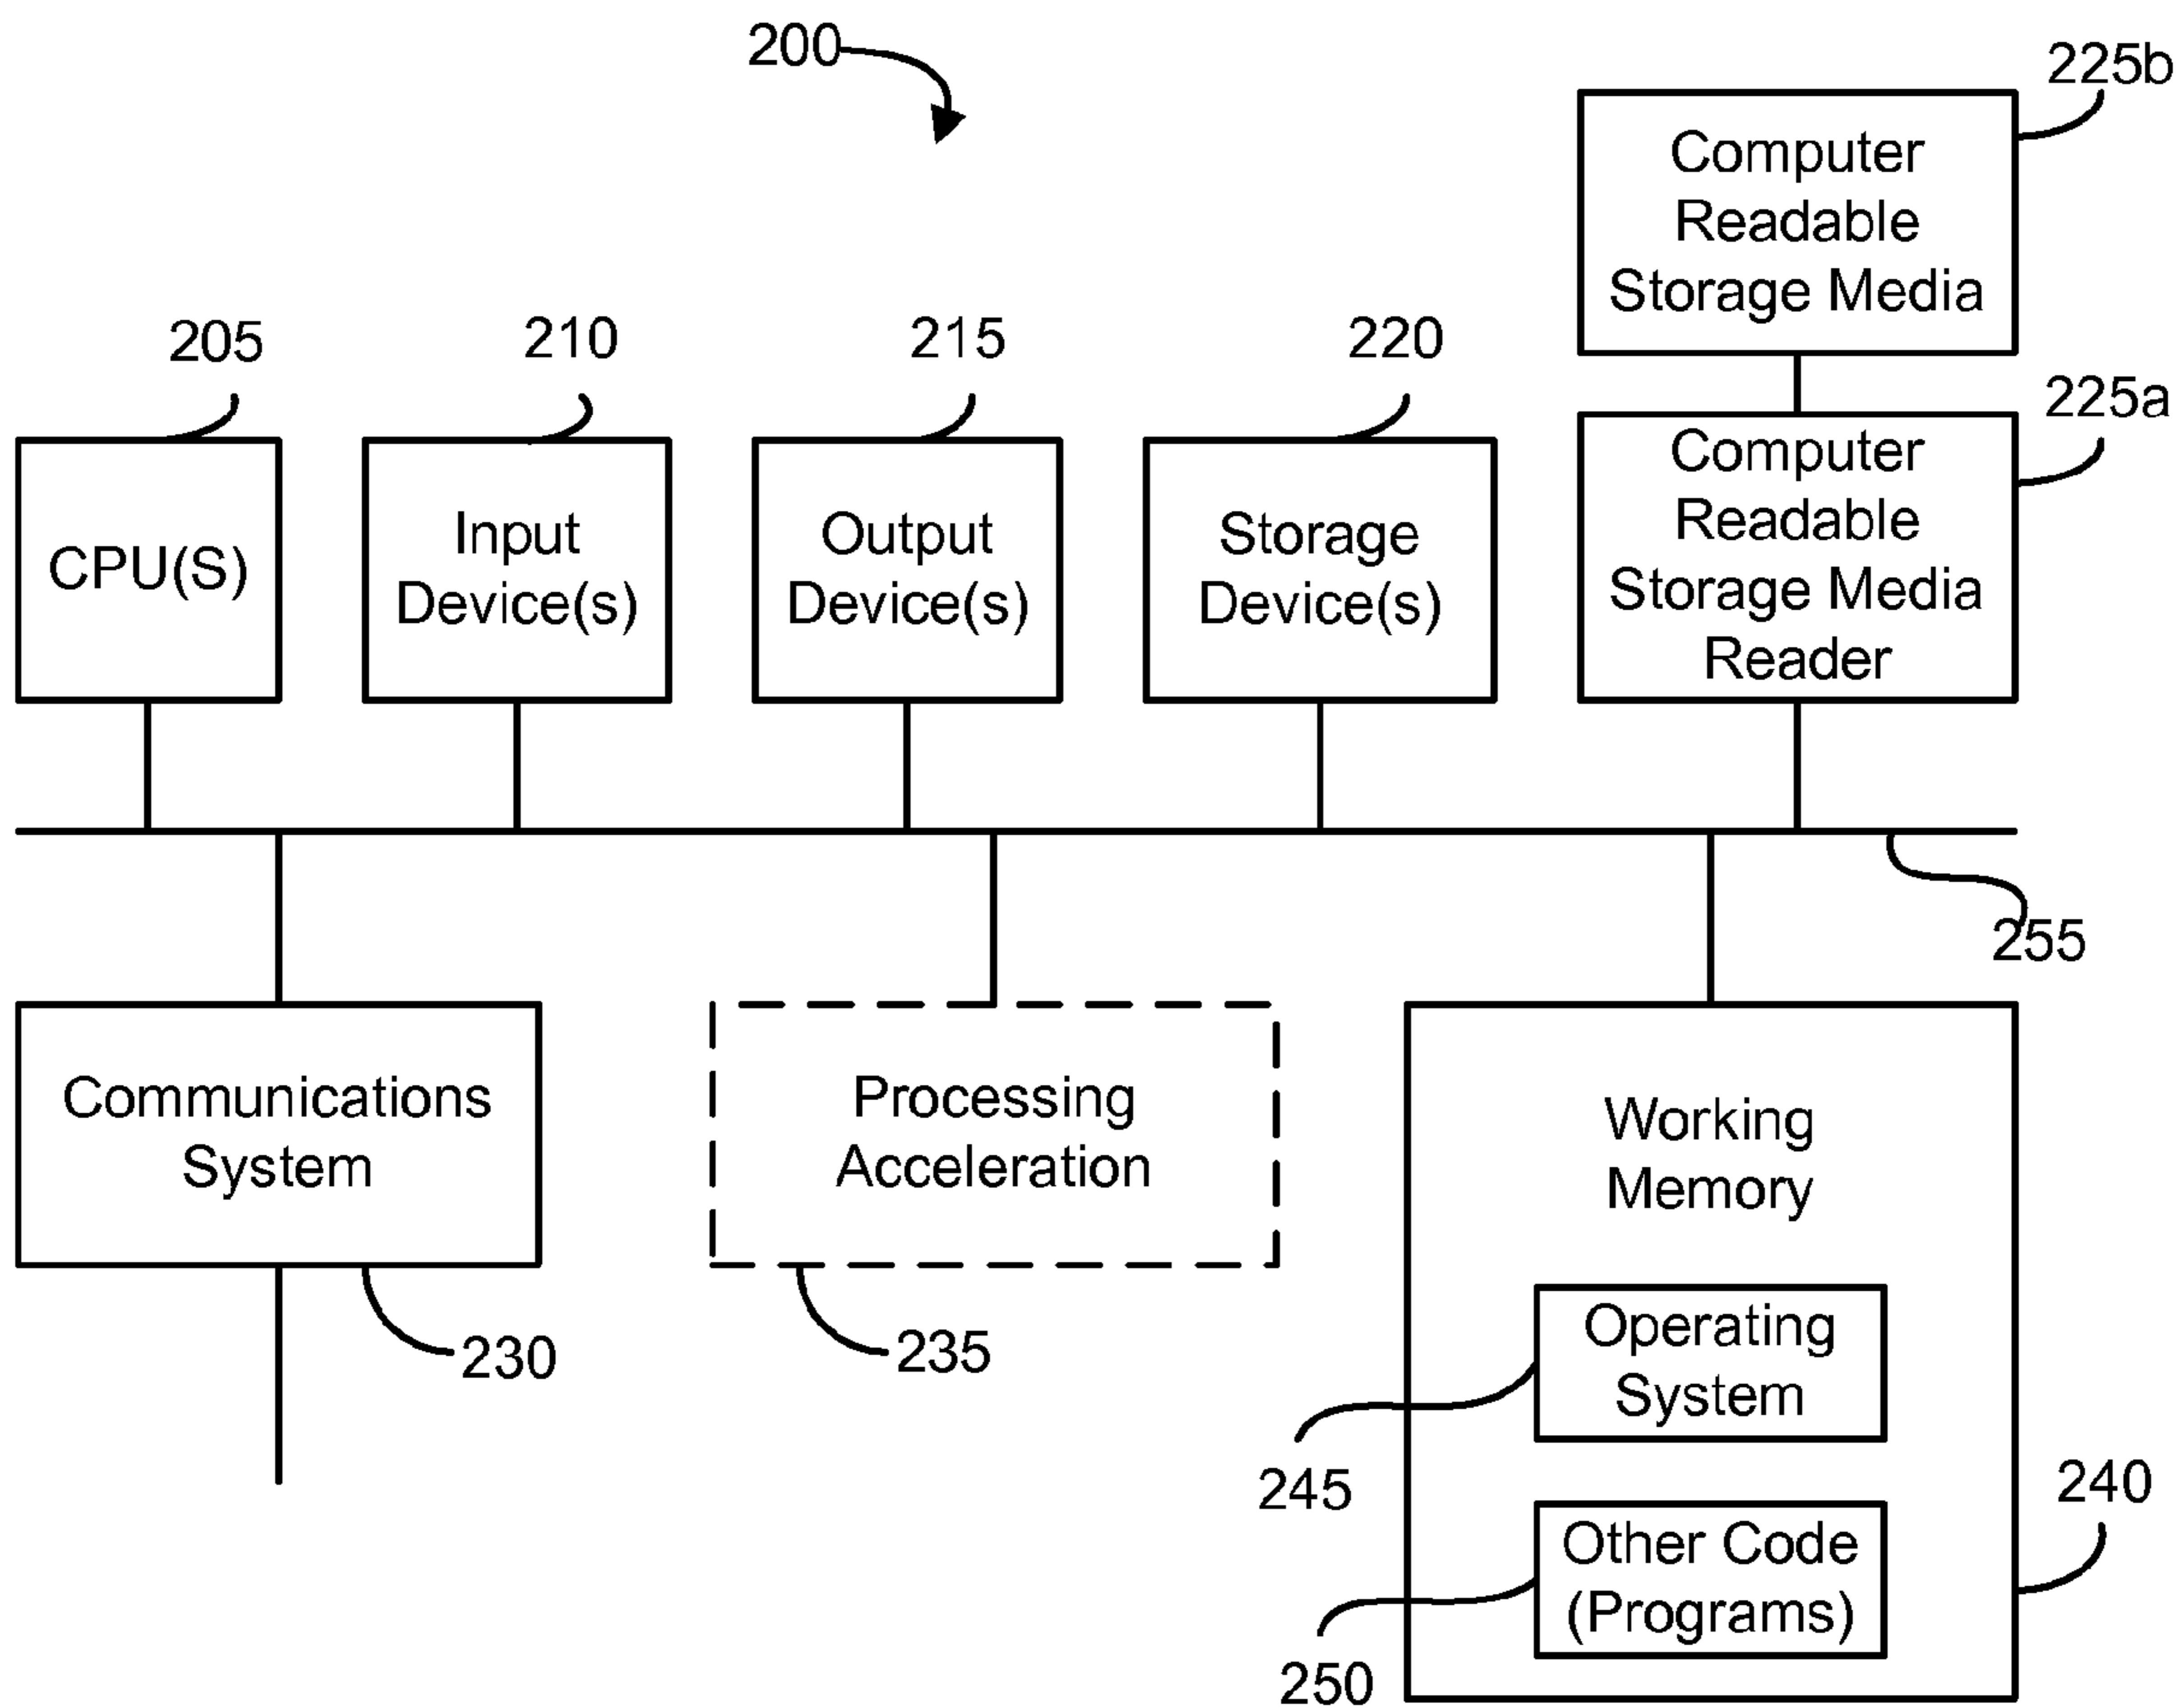 200
225b
Computer
Readable
Storage Media
205
210
215
220
225a
CPU(S)
Input
Device(s)
Output
Device(s)
Storage
Device(s)
Computer
Readable
Storage Media
Reader
255
Communications
System
Processing
Acceleration
Working
Memory
230
235
Operating
System
245
240
Other Code
(Programs)
250